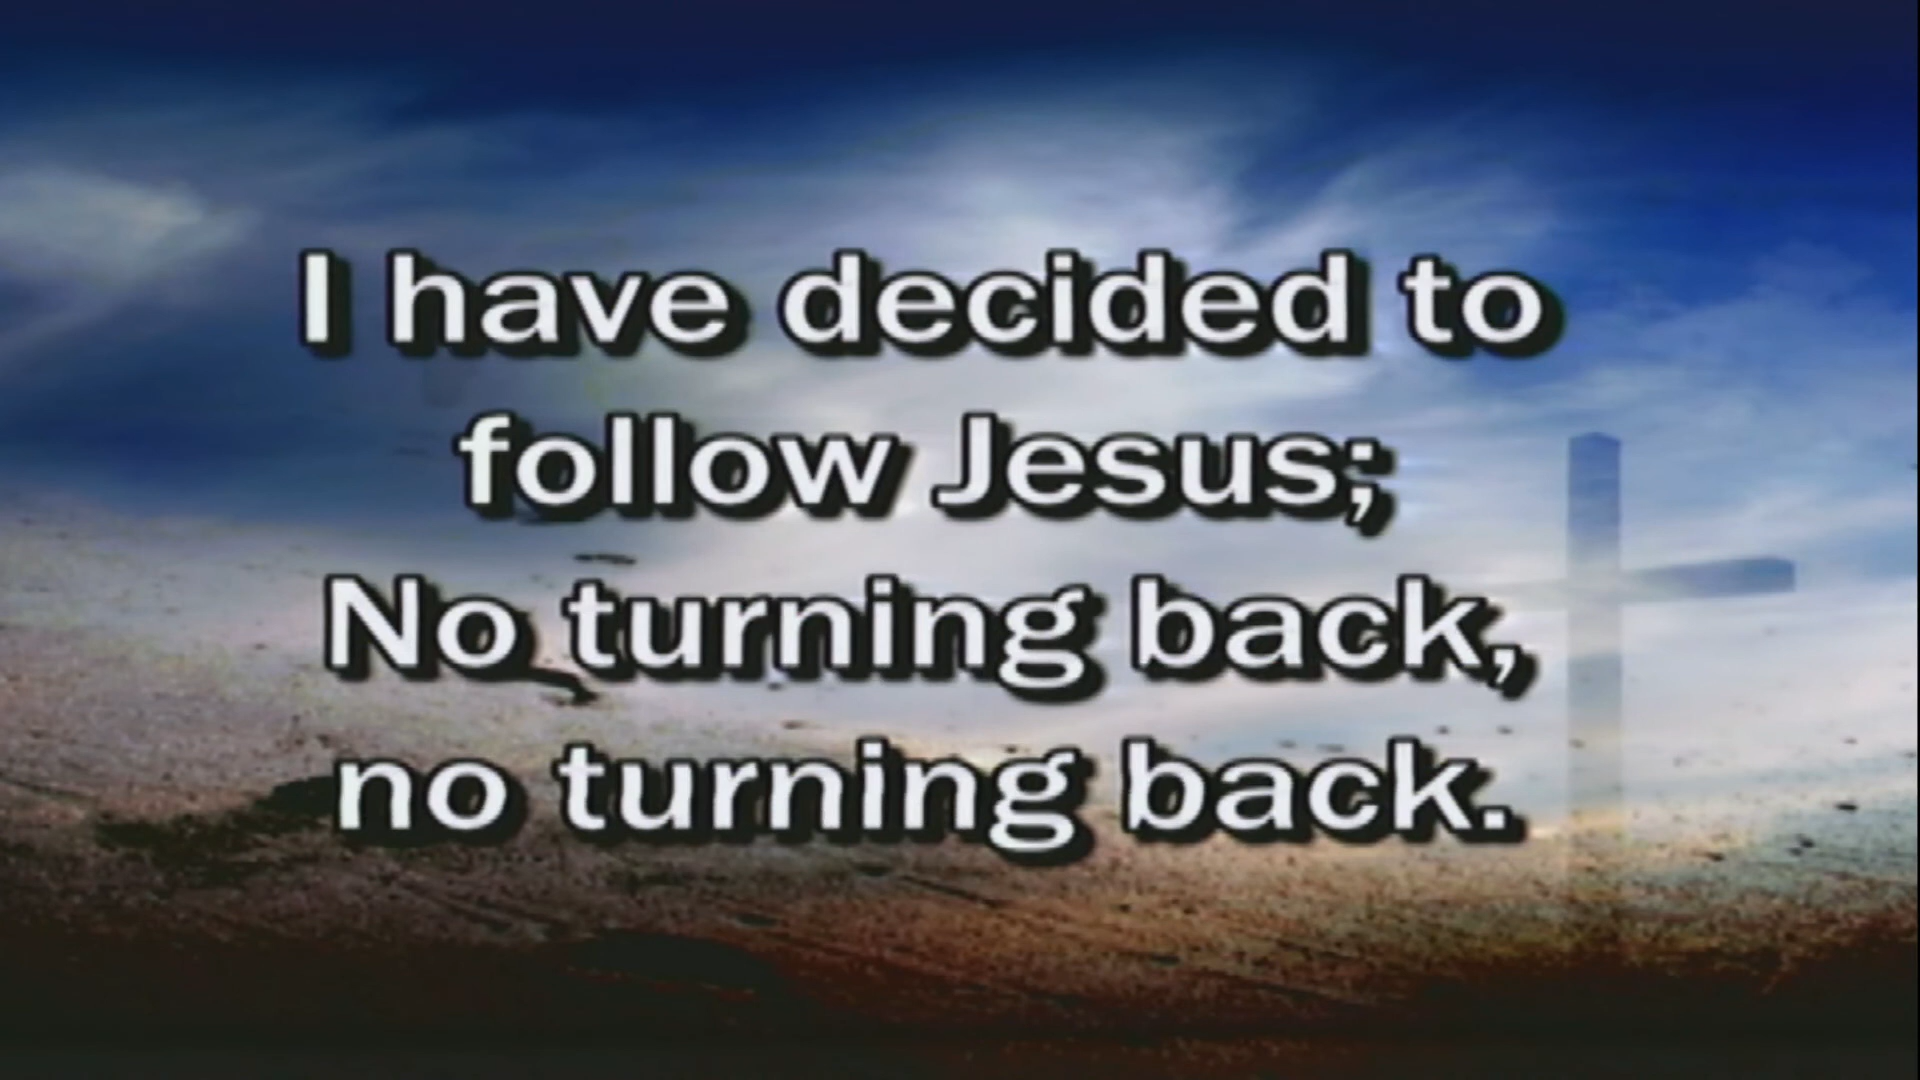 I have decided to
follow Jesus;
No turning back,
no turning back.